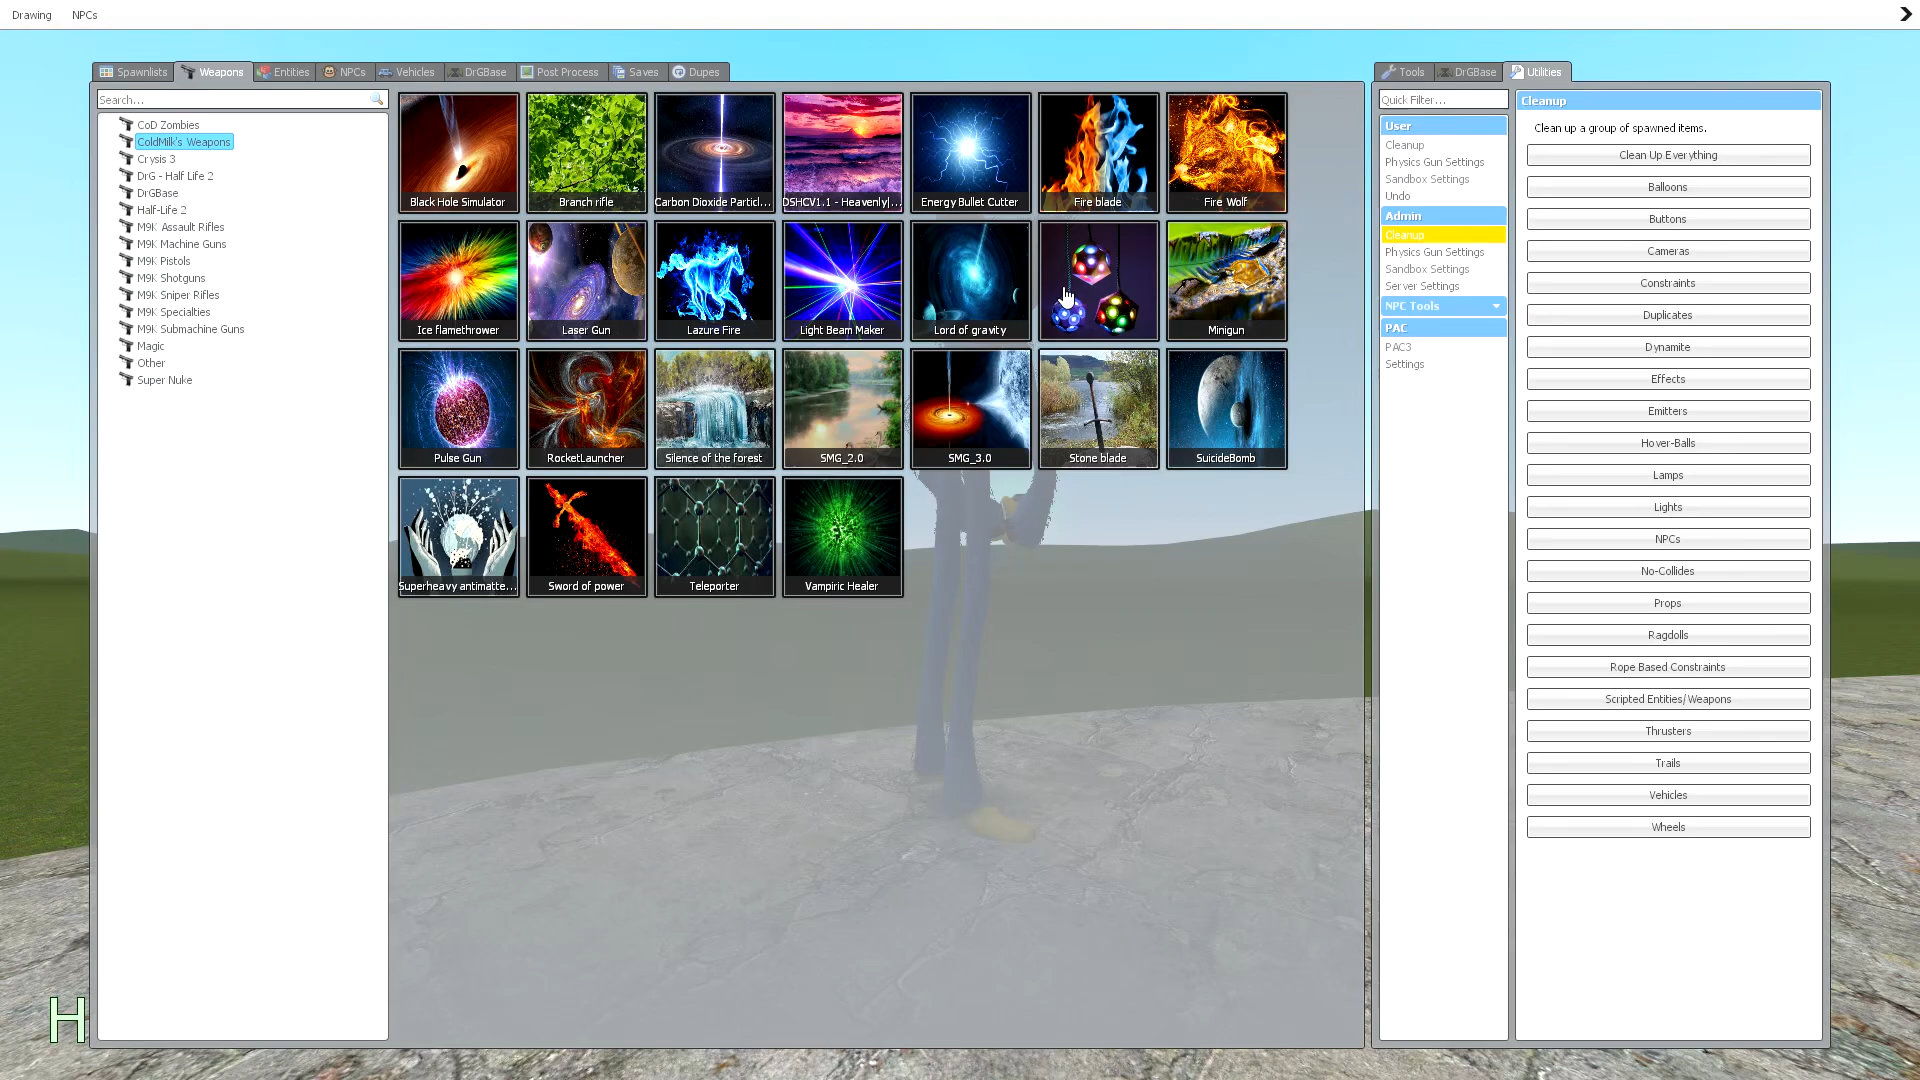 Drawing NPCs
Spawnlists Weapons Entities NPCs Vehicles DrGBase Post Process Saves Dupes
Tools DrGBase Utilities
Search...
CoD Zombies
ColdMilk's Weapons
Crysis 3
DrG - Half Life 2
DrGBase
Half-Life 2
M9K Assault Rifles
M9K Machine Guns
M9K Pistols
M9K Shotguns
M9K Sniper Rifles
M9K Specialties
M9K Submachine Guns
Magic
Other
Super Nuke
Black Hole Simulator Branch rifle Carbon Dioxide Particl... DSHCV1.1 - Heavenly|... Energy Bullet Cutter Fire blade Fire Wolf
Ice flamethrower Laser Gun Lazure Fire Light Beam Maker Lord of gravity Minigun
Pulse Gun RocketLauncher Silence of the forest SMG_2.0 SMG_3.0 Stone blade SuicideBomb
Superheavy antimatte... Sword of power Teleporter Vampiric Healer
Quick Filter...
User
Cleanup
Physics Gun Settings
Sandbox Settings
Undo
Admin
Cleanup
Physics Gun Settings
Sandbox Settings
Server Settings
NPC Tools
PAC
PAC3
Settings
Cleanup
Clean up a group of spawned items.
Clean Up Everything
Balloons
Buttons
Cameras
Constraints
Duplicates
Dynamite
Effects
Emitters
Hover-Balls
Lamps
Lights
NPCs
No-Collides
Props
Ragdolls
Rope Based Constraints
Scripted Entities/Weapons
Thrusters
Trails
Vehicles
Wheels
H